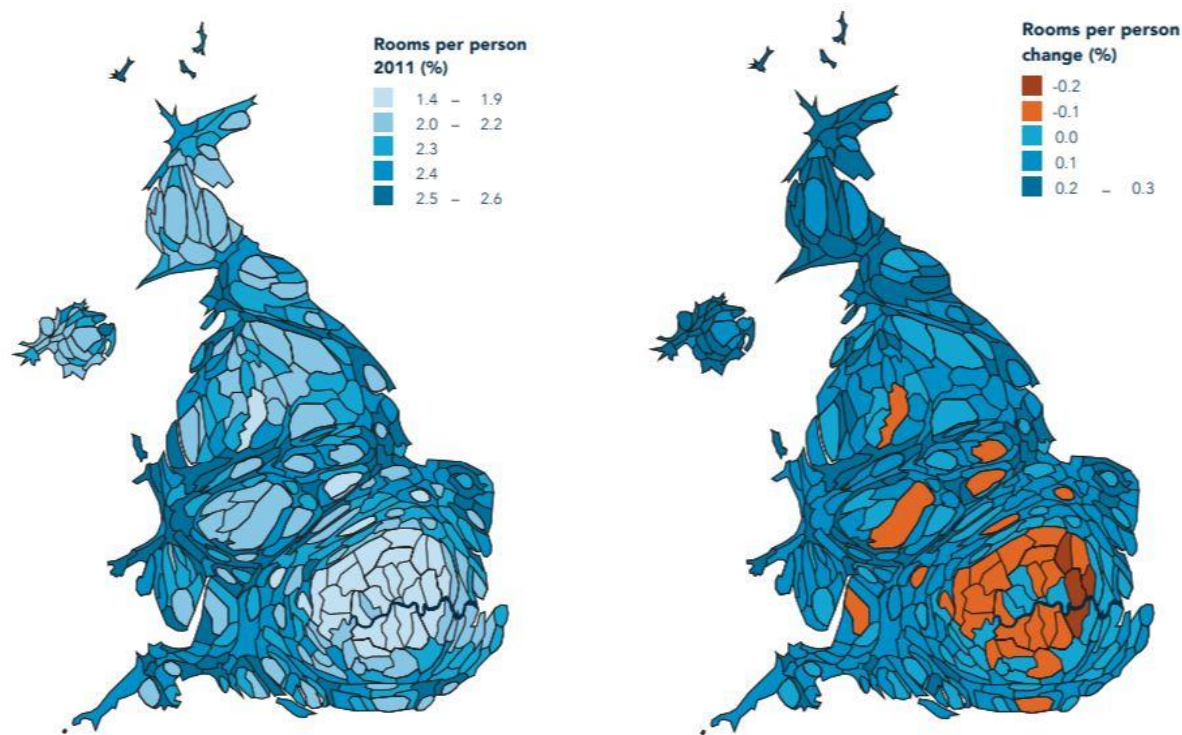 Rooms per person
2011 (%)
1.4 – 1.9
2.0 – 2.2
2.3
2.4
2.5 – 2.6
Rooms per person
change (%)
-0.2
-0.1
0.0
0.1
0.2 – 0.3